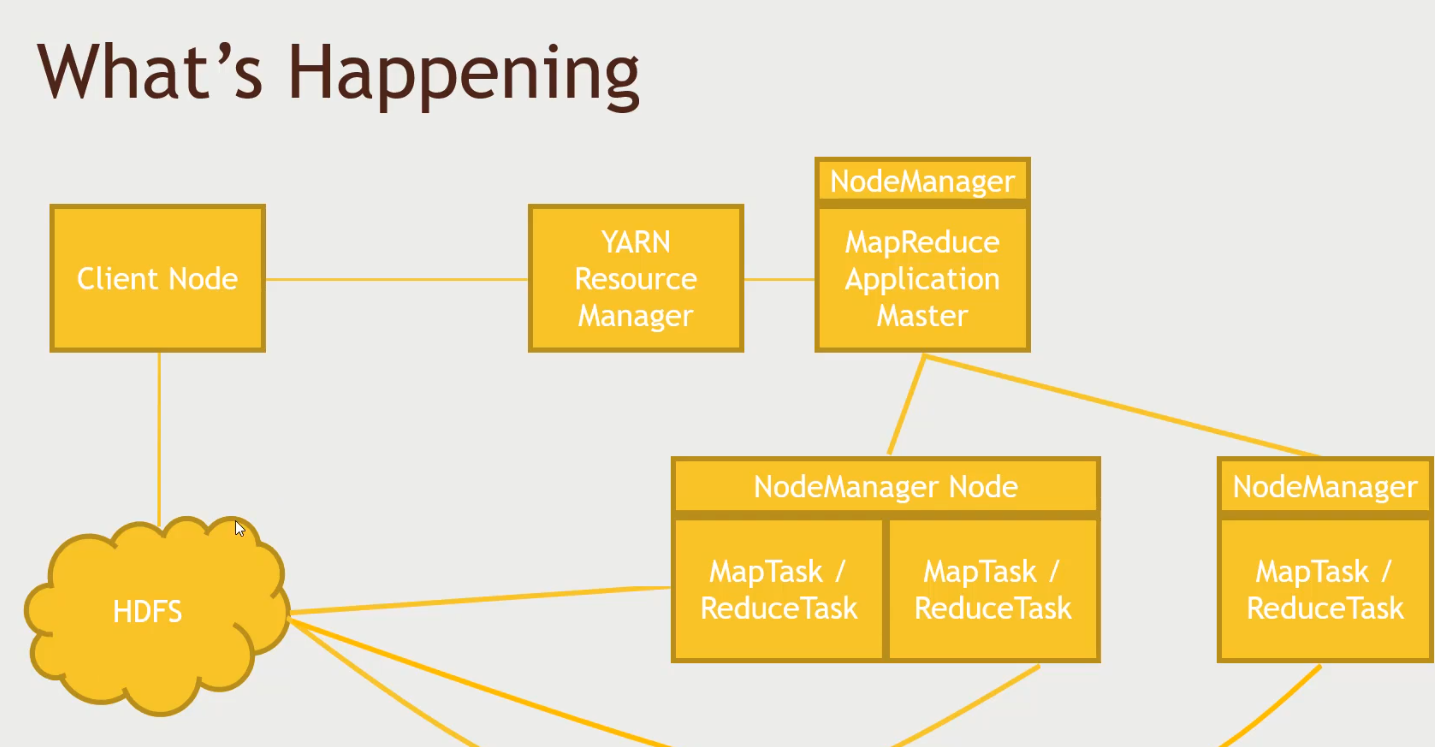 What’s Happening
NodeManager
Client Node
YARN
Resource
Manager
MapReduce
Application
Master
NodeManager Node
NodeManager
HDFS
MapTask /
ReduceTask
MapTask /
ReduceTask
MapTask /
ReduceTask